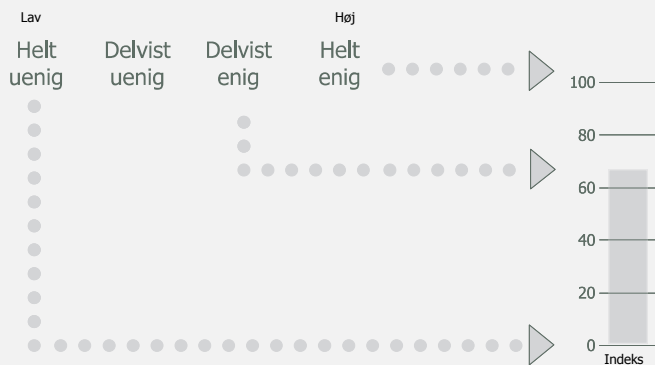 Lav
Høj
Helt
uenig
Delvist
uenig
Delvist
enig
Helt
enig
100
80
60
40
20
0
Indeks